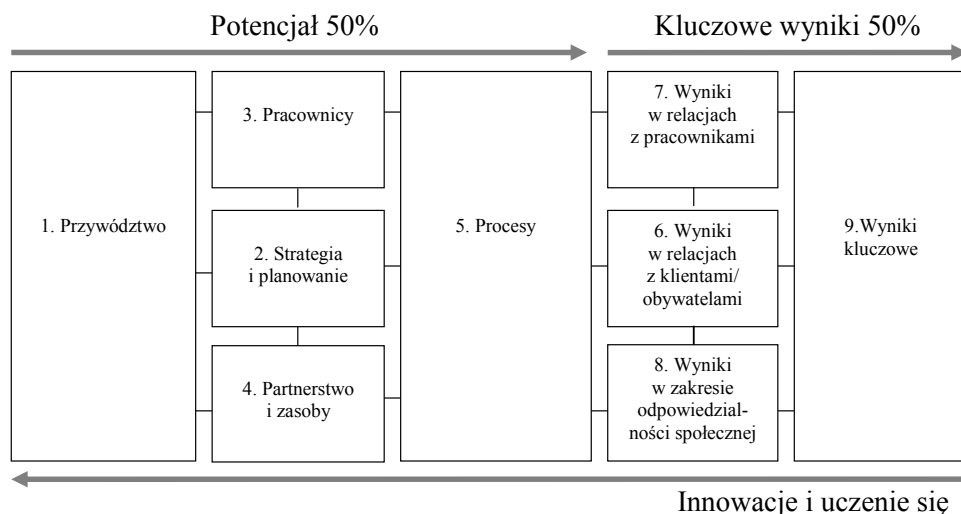 Potencjał 50%
Kluczowe wyniki 50%
1. Przywództwo
3. Pracownicy
2. Strategia
i planowanie
4. Partnerstwo
i zasoby
5. Procesy
7. Wyniki
w relacjach
z pracownikami
6. Wyniki
w relacjach
z klientami/
obywatelami
8. Wyniki
w zakresie
odpowiedzial-
ności społecznej
9.Wyniki
kluczowe
Innowacje i uczenie się